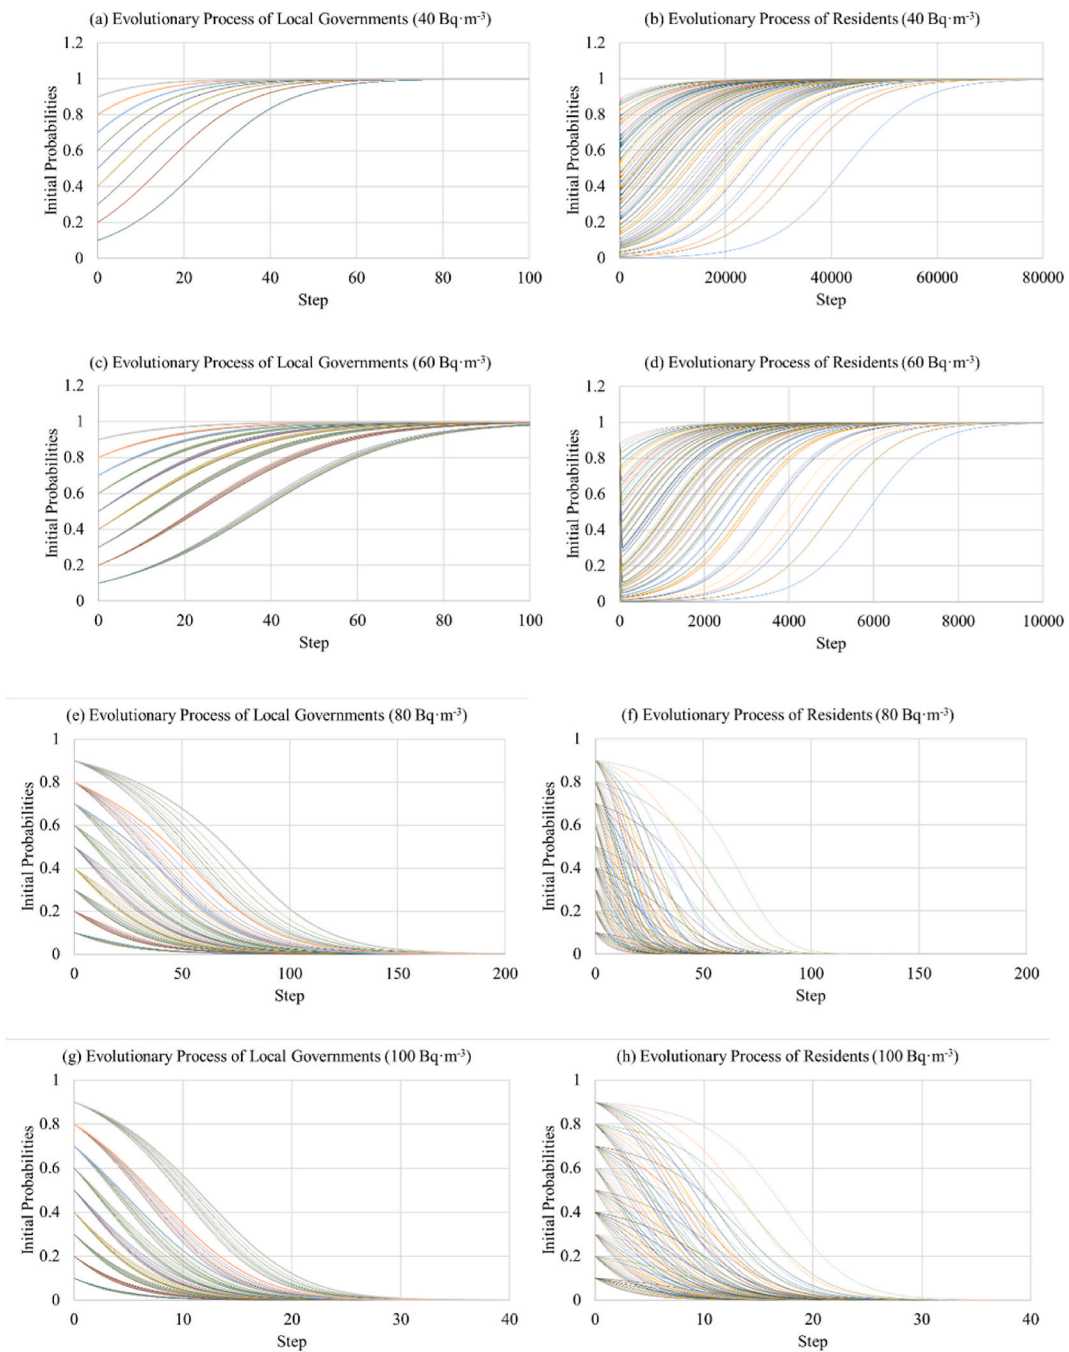 (a) Evolutionary Process of Local Governments (40 Bq·m⁻³)
Initial Probabilities
1.2
1
0.8
0.6
0.4
0.2
0
0 20 40 60 80 100
Step
(b) Evolutionary Process of Residents (40 Bq·m⁻³)
Initial Probabilities
1.2
1
0.8
0.6
0.4
0.2
0
0 20000 40000 60000 80000
Step
(c) Evolutionary Process of Local Governments (60 Bq·m⁻³)
Initial Probabilities
1.2
1
0.8
0.6
0.4
0.2
0
0 20 40 60 80 100
Step
(d) Evolutionary Process of Residents (60 Bq·m⁻³)
Initial Probabilities
1.2
1
0.8
0.6
0.4
0.2
0
0 2000 4000 6000 8000 10000
Step
(e) Evolutionary Process of Local Governments (80 Bq·m⁻³)
Initial Probabilities
1
0.8
0.6
0.4
0.2
0
0 50 100 150 200
Step
(f) Evolutionary Process of Residents (80 Bq·m⁻³)
Initial Probabilities
1
0.8
0.6
0.4
0.2
0
0 50 100 150 200
Step
(g) Evolutionary Process of Local Governments (100 Bq·m⁻³)
Initial Probabilities
1
0.8
0.6
0.4
0.2
0
0 10 20 30 40
Step
(h) Evolutionary Process of Residents (100 Bq·m⁻³)
Initial Probabilities
1
0.8
0.6
0.4
0.2
0
0 10 20 30 40
Step